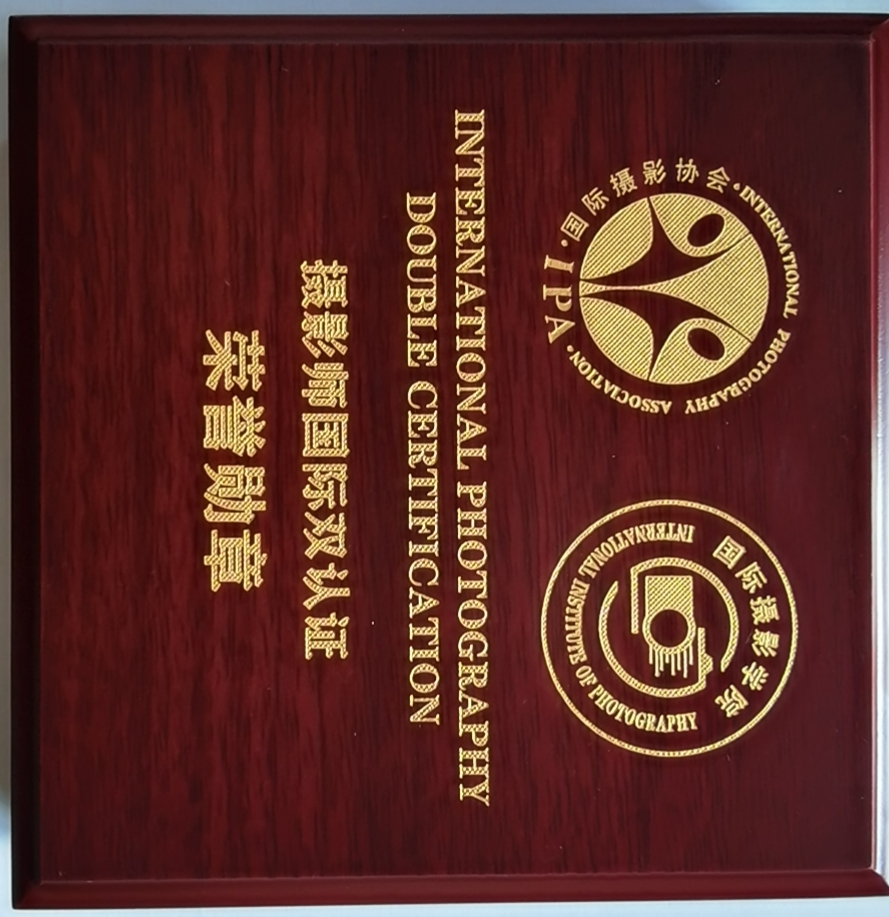 国际摄影协会
INTERNATIONAL PHOTOGRAPHY ASSOCIATION
·IPA·
国际摄影学院
INTERNATIONAL INSTITUTE OF PHOTOGRAPHY
INTERNATIONAL PHOTOGRAPHY
DOUBLE CERTIFICATION
摄影师国际双认证
荣誉勋章